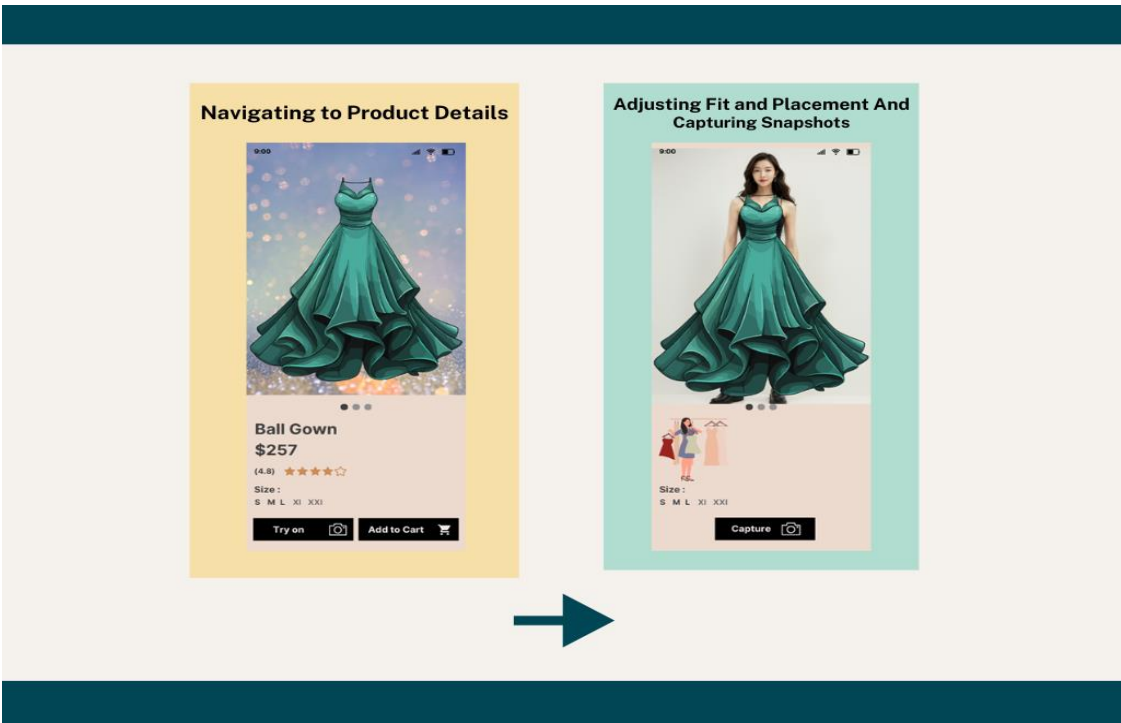 Navigating to Product Details
9:00
Ball Gown
$257
(4.8)
Size :
S M L Xl XXl
Try on
Add to Cart
Adjusting Fit and Placement And
Capturing Snapshots
9:00
Size :
S M L Xl XXl
Capture